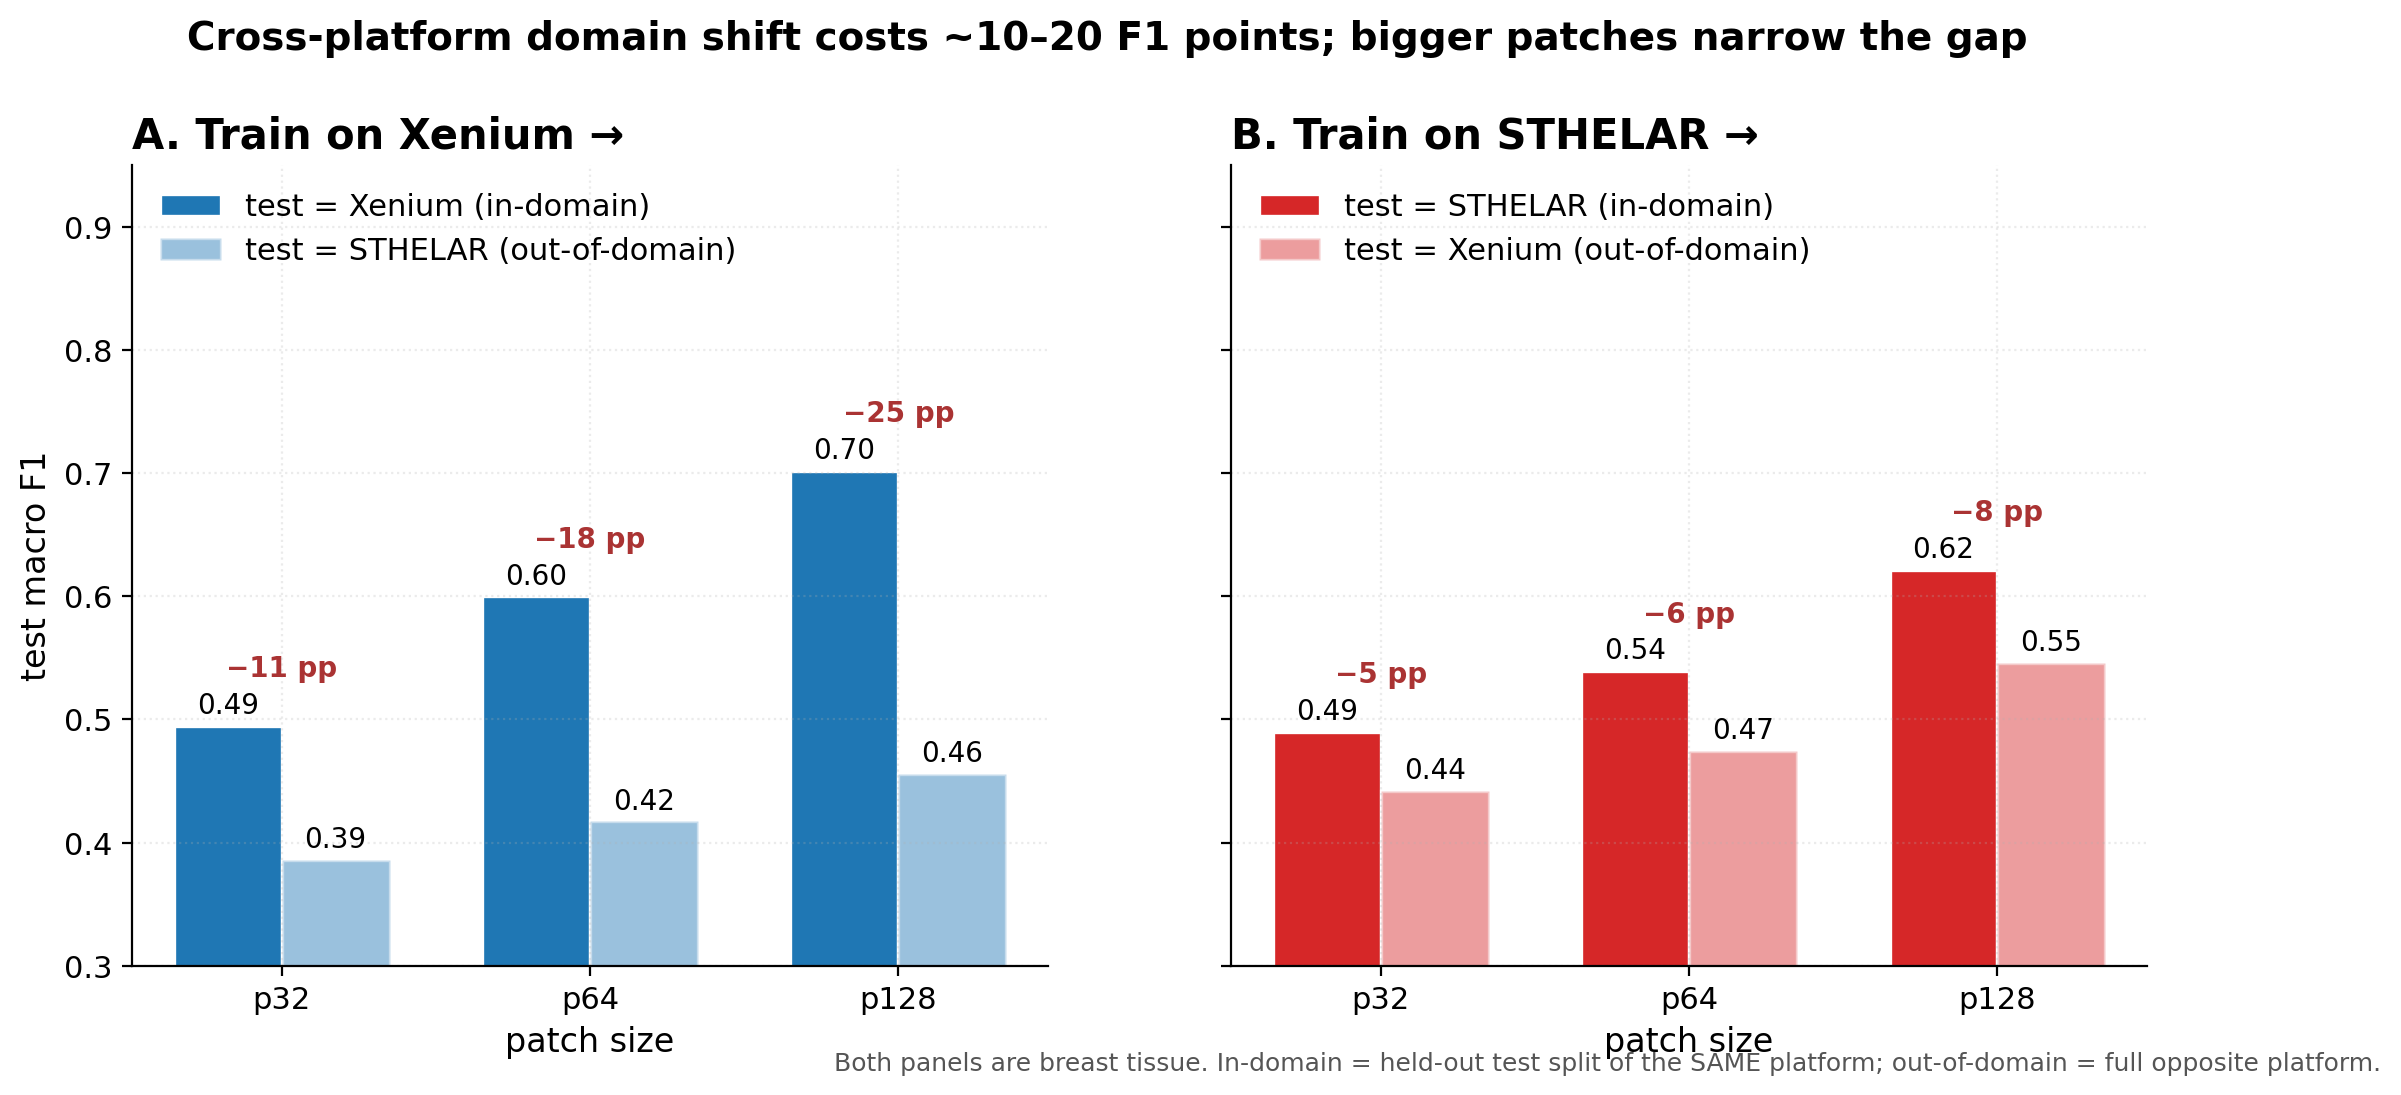 Cross-platform domain shift costs ~10–20 F1 points; bigger patches narrow the gap
A. Train on Xenium →
test = Xenium (in-domain)
test = STHELAR (out-of-domain)
test macro F1
0.9
0.8
0.7
0.6
0.5
0.4
0.3
−11 pp
0.49
0.39
−18 pp
0.60
0.42
−25 pp
0.70
0.46
p32
p64
p128
patch size
B. Train on STHELAR →
test = STHELAR (in-domain)
test = Xenium (out-of-domain)
−5 pp
0.49
0.44
−6 pp
0.54
0.47
−8 pp
0.62
0.55
p32
p64
p128
patch size
Both panels are breast tissue. In-domain = held-out test split of the SAME platform; out-of-domain = full opposite platform.